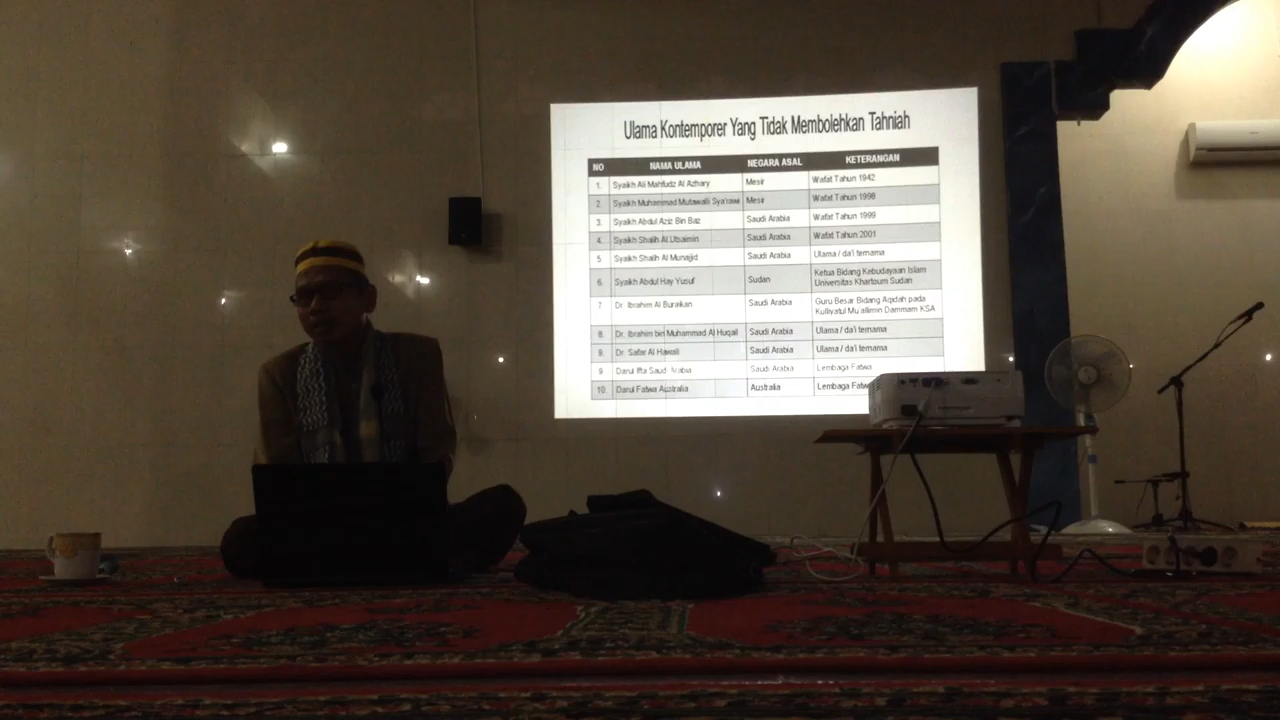 Ulama Kontemporer Yang Tidak Membolehkan Tahniah
NO NAMA ULAMA NEGARA ASAL KETERANGAN
1. Syaikh Ali Mahfudz Al Azhary Mesir Wafat Tahun 1942
2. Syaikh Muhammad Mutawalli Sya'rawi Mesir Wafat Tahun 1998
3. Syaikh Abdul Aziz Bin Baz Saudi Arabia Wafat Tahun 1999
4. Syaikh Shalih Al Utsaimin Saudi Arabia Wafat Tahun 2001
5 Syaikh Shalih Al Munajjid Saudi Arabia Ulama / da'i ternama
6. Syaikh Abdul Hay Yusuf Sudan Ketua Bidang Kebudayaan Islam
Universitas Khartoum Sudan
7 Dr. Ibrahim Al Buraikan Saudi Arabia Guru Besar Bidang Aqidah pada
Kulliyatul Mu'allimin Dammam KSA
8. Dr. Ibrahim bin Muhammad Al Huqail Saudi Arabia Ulama / da'i ternama
9. Dr. Safar Al Hawali Saudi Arabia Ulama / da'i ternama
9 Darul Ifta Saudi Arabia Saudi Arabia Lembaga Fatwa
10. Darul Fatwa Australia Australia Lembaga Fatwa